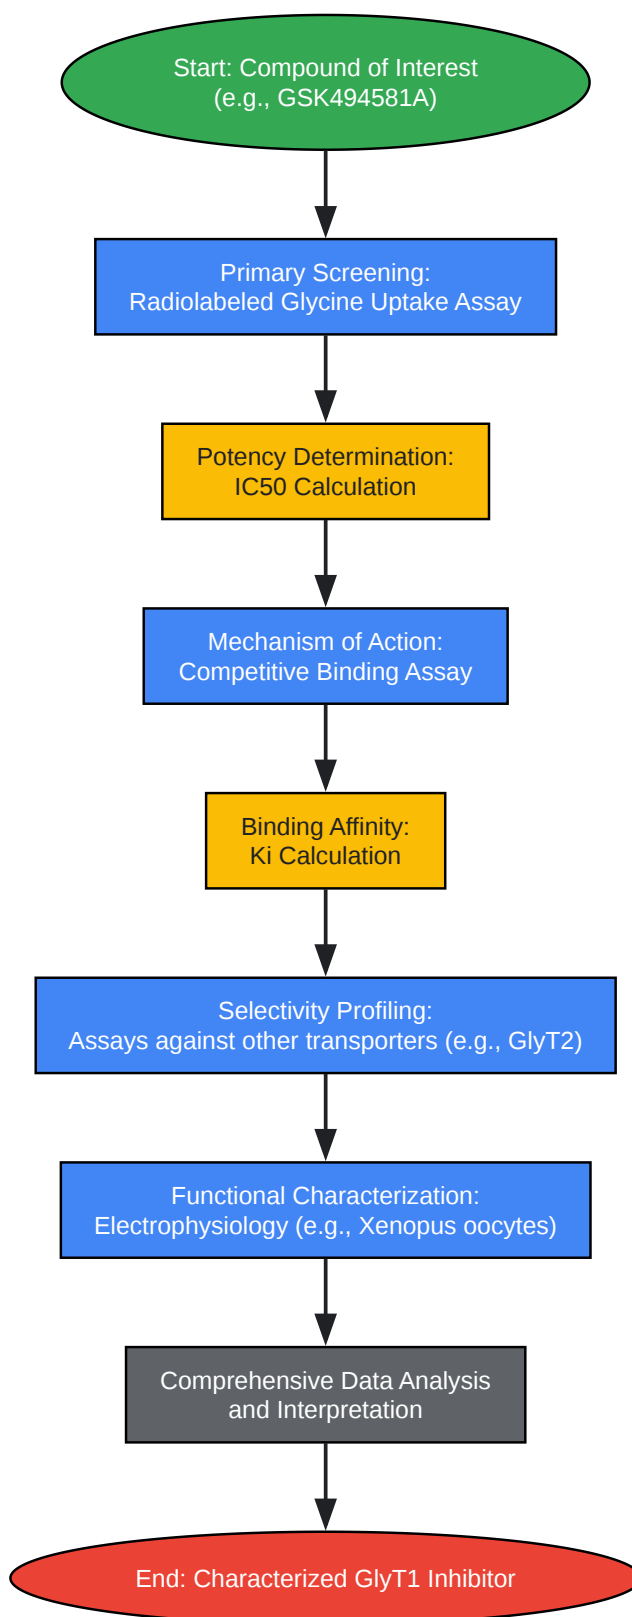 Start: Compound of Interest
(e.g., GSK494581A)
Primary Screening:
Radiolabeled Glycine Uptake Assay
Potency Determination:
IC50 Calculation
Mechanism of Action:
Competitive Binding Assay
Binding Affinity:
Ki Calculation
Selectivity Profiling:
Assays against other transporters (e.g., GlyT2)
Functional Characterization:
Electrophysiology (e.g., Xenopus oocytes)
Comprehensive Data Analysis
and Interpretation
End: Characterized GlyT1 Inhibitor